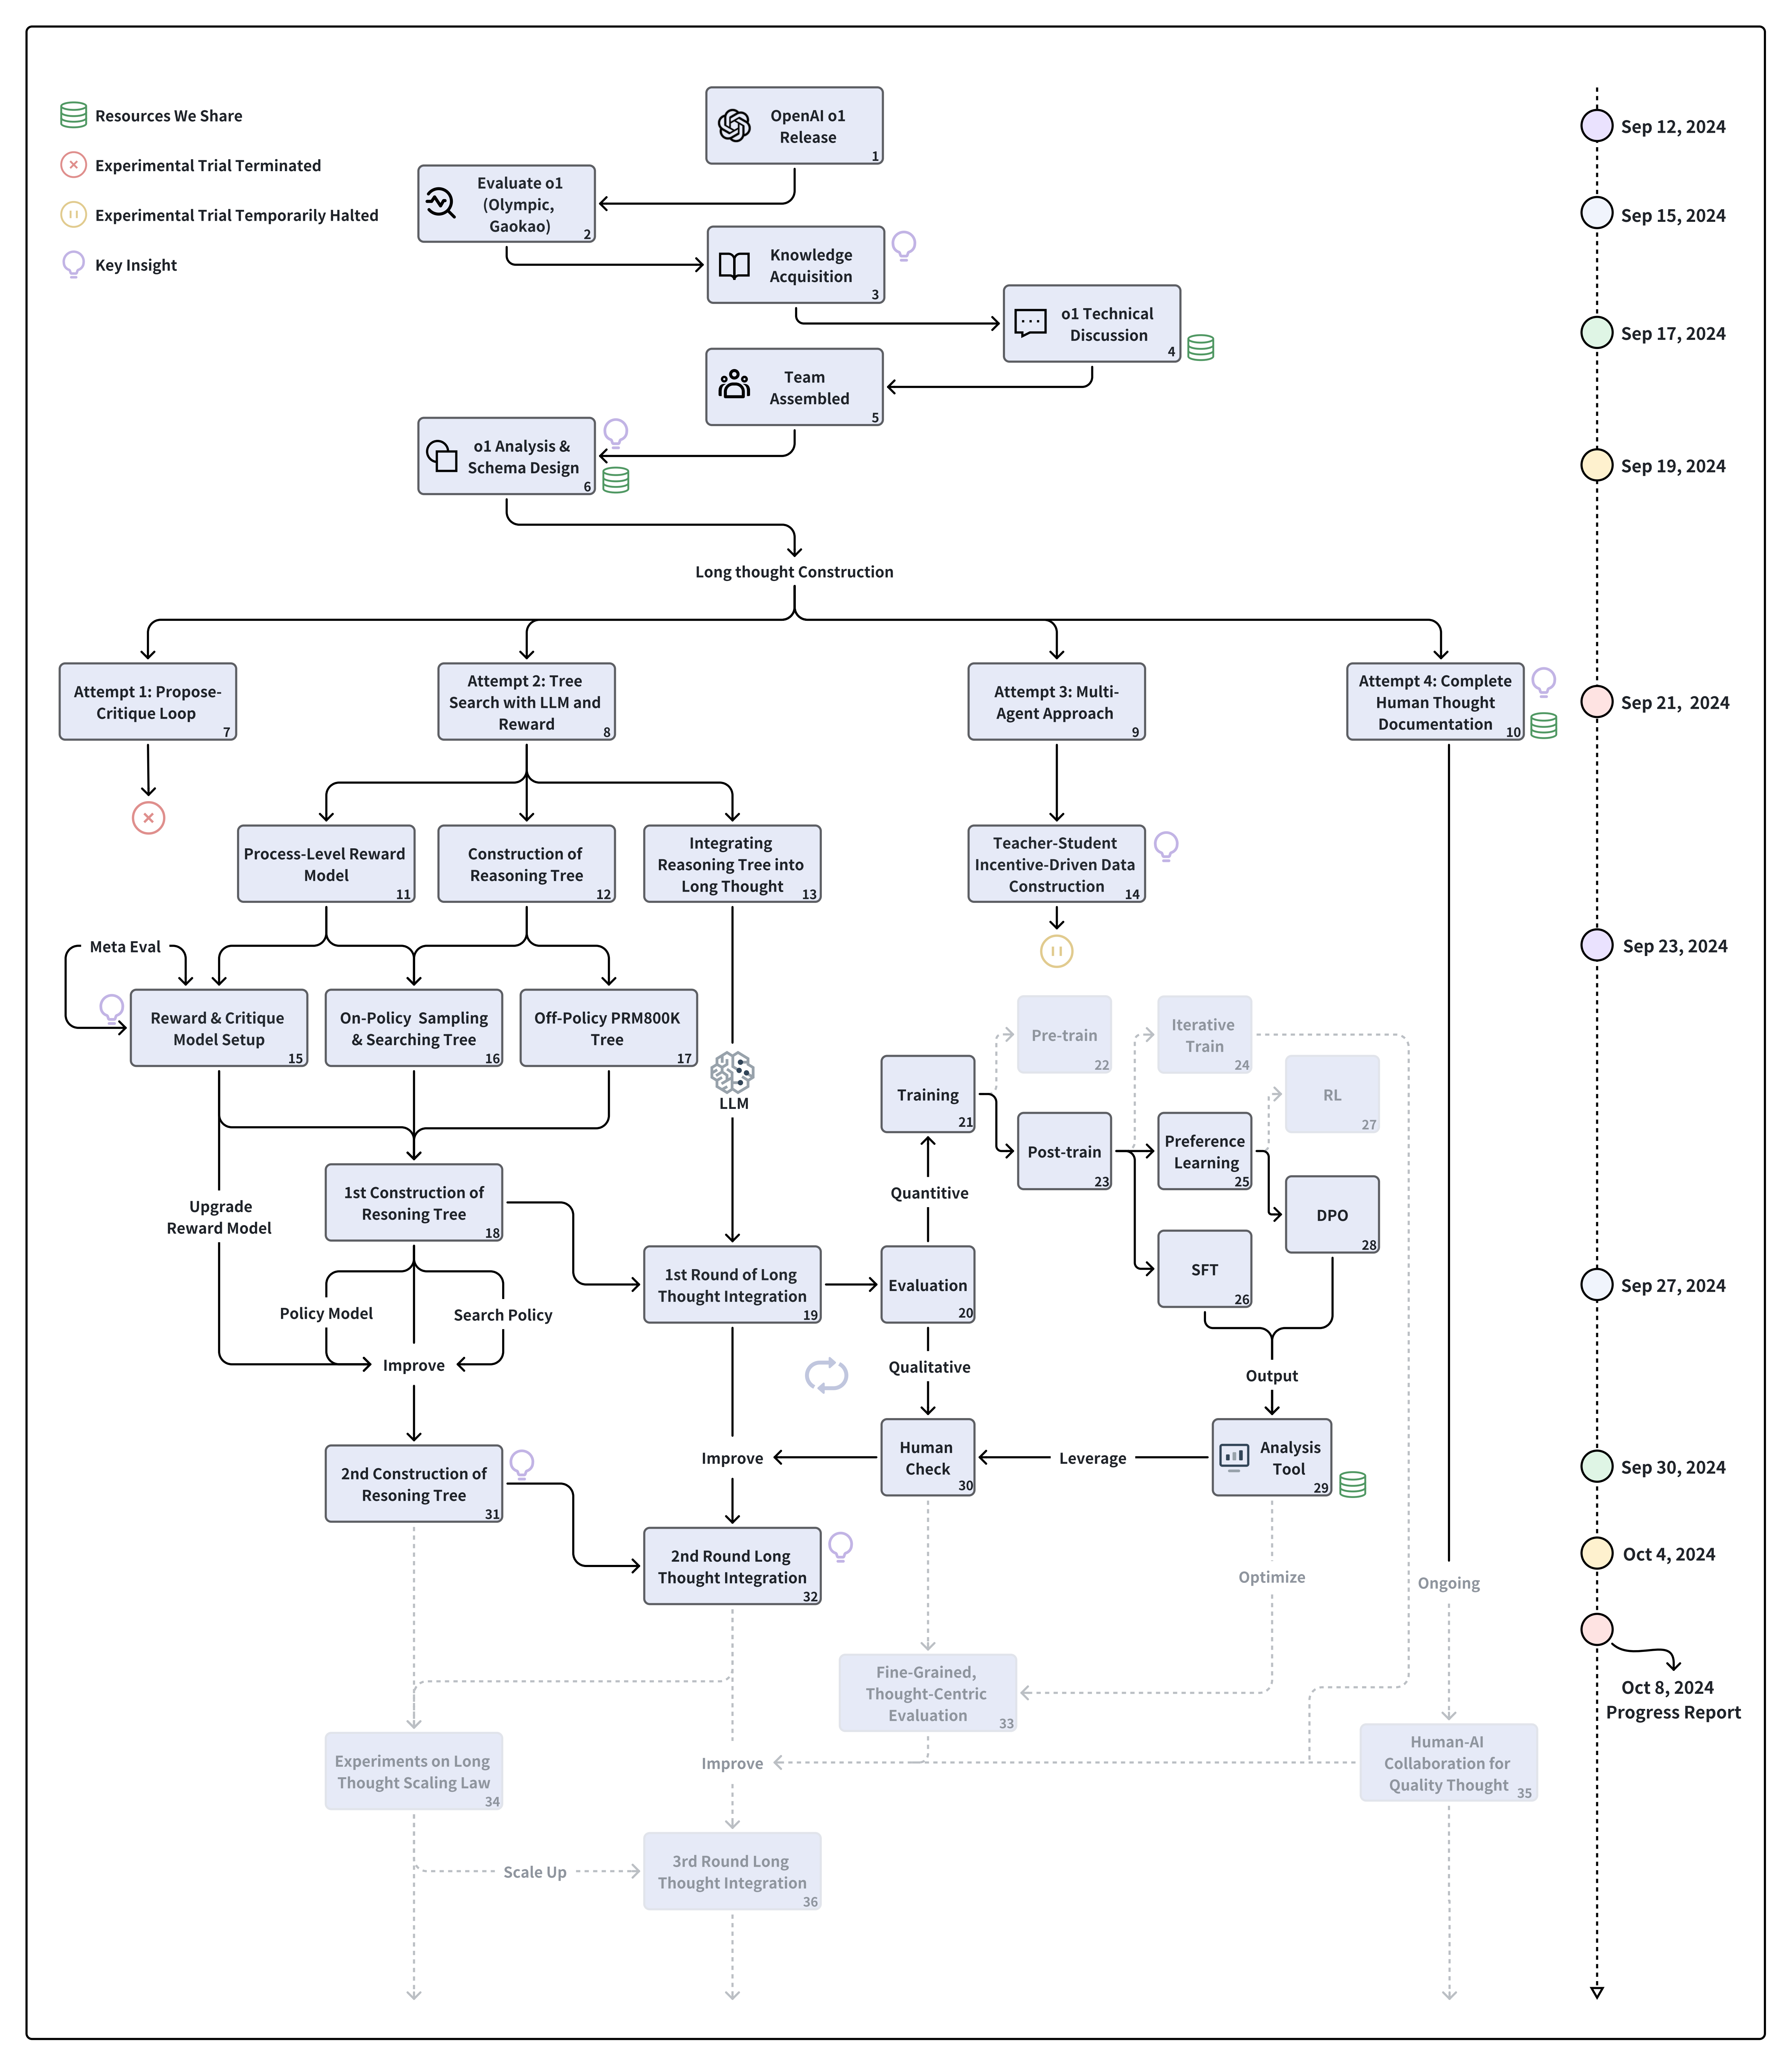 Resources We Share
Experimental Trial Terminated
Experimental Trial Temporarily Halted
Key Insight
OpenAI o1
Release
1
Evaluate o1
(Olympic,
Gaokao)
2
Knowledge
Acquisition
3
o1 Technical
Discussion
4
Team
Assembled
5
o1 Analysis &
Schema Design
6
Long thought Construction
Attempt 1: Propose-
Critique Loop
7
Attempt 2: Tree
Search with LLM and
Reward
8
Attempt 3: Multi-
Agent Approach
9
Attempt 4: Complete
Human Thought
Documentation
10
Process-Level Reward
Model
11
Construction of
Reasoning Tree
12
Integrating
Reasoning Tree into
Long Thought
13
Teacher-Student
Incentive-Driven Data
Construction
14
Meta Eval
Reward & Critique
Model Setup
15
On-Policy Sampling
& Searching Tree
16
Off-Policy PRM800K
Tree
17
LLM
Upgrade
Reward Model
1st Construction of
Resoning Tree
18
Policy Model
Search Policy
Improve
1st Round of Long
Thought Integration
19
Evaluation
20
Quantitive
Qualitative
Training
21
Pre-train
22
Post-train
23
Iterative
Train
24
Preference
Learning
25
SFT
26
RL
27
DPO
28
Output
Analysis
Tool
29
Leverage
Human
Check
30
Improve
2nd Construction of
Resoning Tree
31
2nd Round Long
Thought Integration
32
Optimize
Ongoing
Fine-Grained,
Thought-Centric
Evaluation
33
Experiments on Long
Thought Scaling Law
34
Improve
Human-AI
Collaboration for
Quality Thought
35
Scale Up
3rd Round Long
Thought Integration
36
Sep 12, 2024
Sep 15, 2024
Sep 17, 2024
Sep 19, 2024
Sep 21, 2024
Sep 23, 2024
Sep 27, 2024
Sep 30, 2024
Oct 4, 2024
Oct 8, 2024
Progress Report